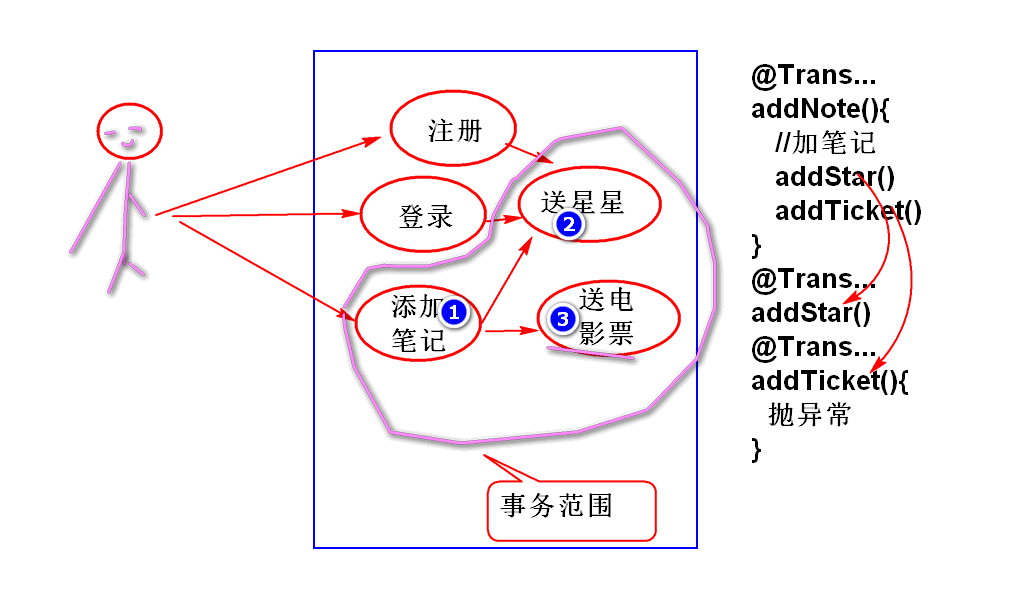 注册
登录
送星星
2
添加
笔记
1
送电
影票
3
事务范围
@Trans...
addNote(){
//加笔记
addStar()
addTicket()
}
@Trans...
addStar()
@Trans...
addTicket(){
抛异常
}